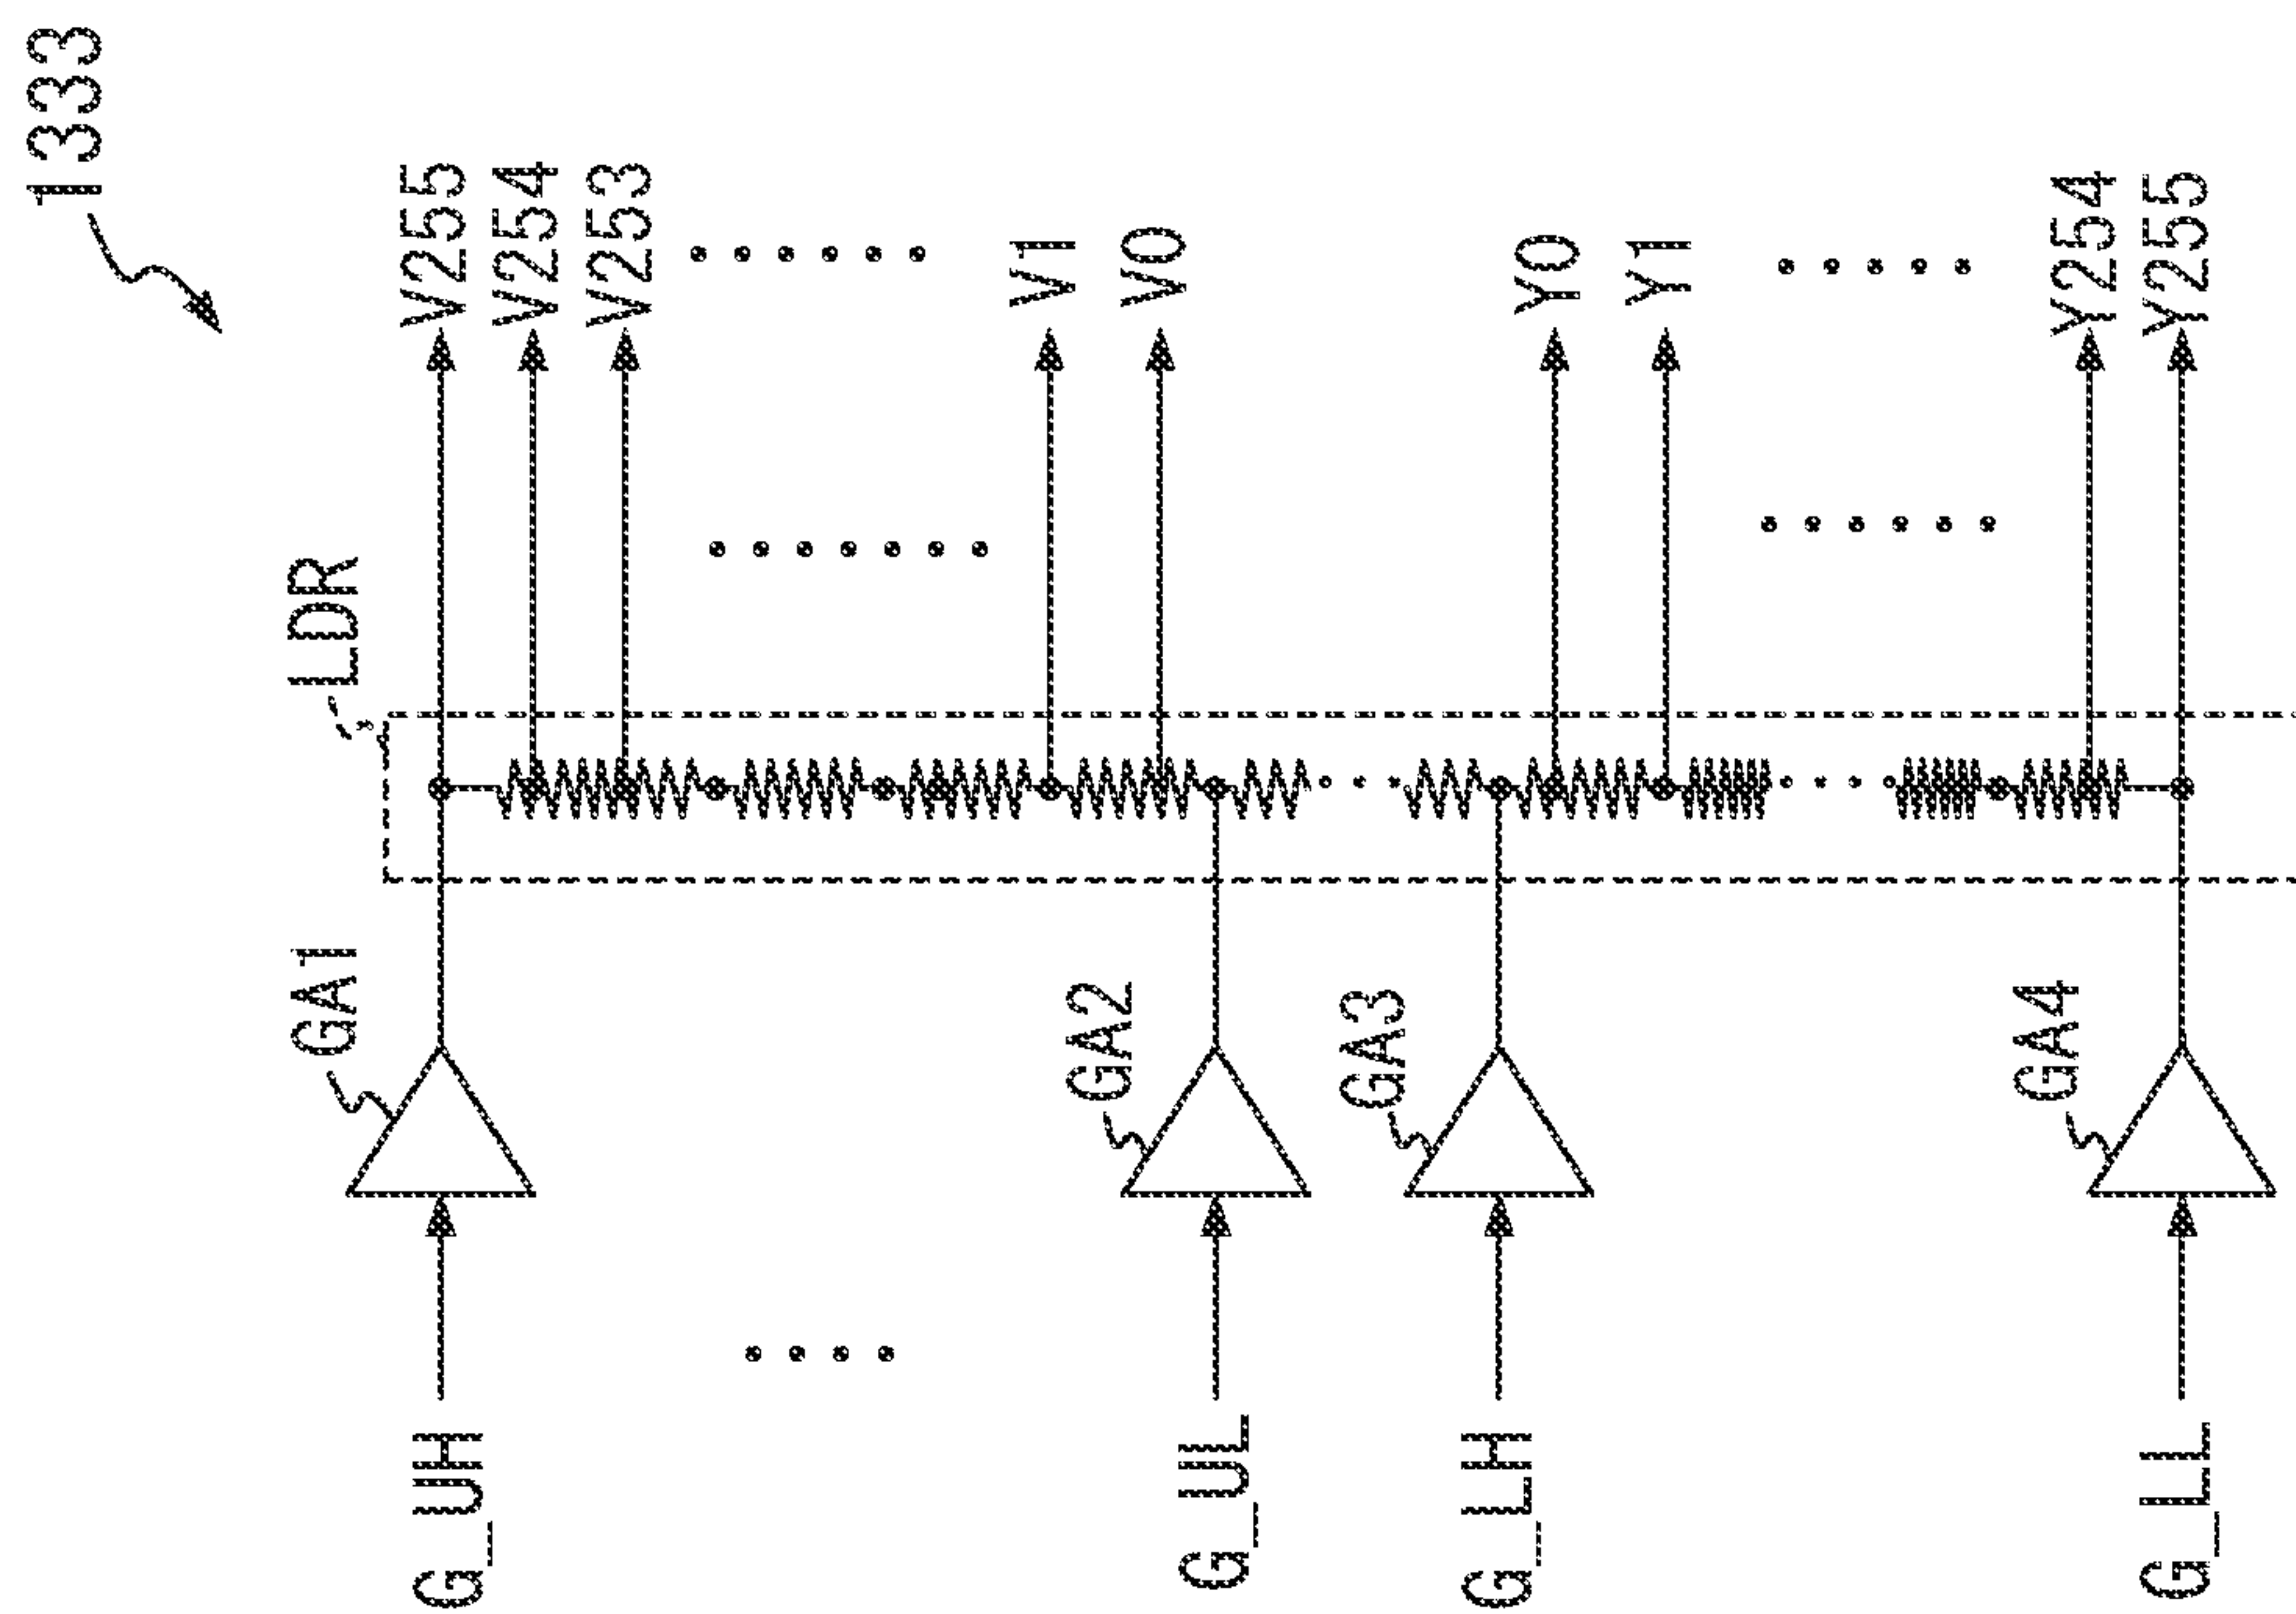 1333
LDR
V255
V254
V253
V1
V0
Y0
Y1
Y254
Y255
GA1
GA2
GA3
GA4
G_UH
G_UL
G_LH
G_LL